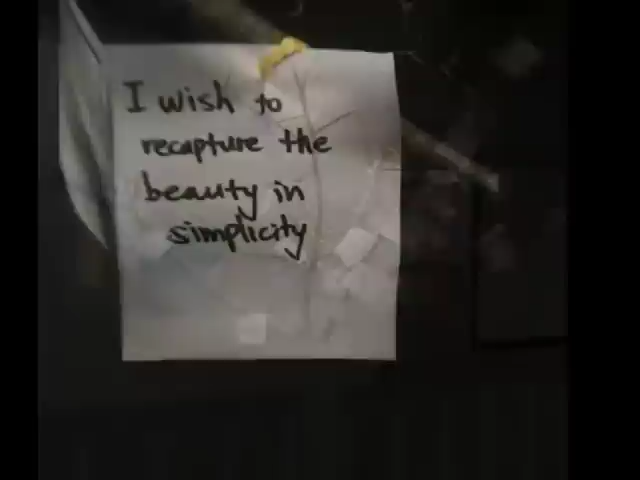 I wish to
recapture the
beauty in
simplicity